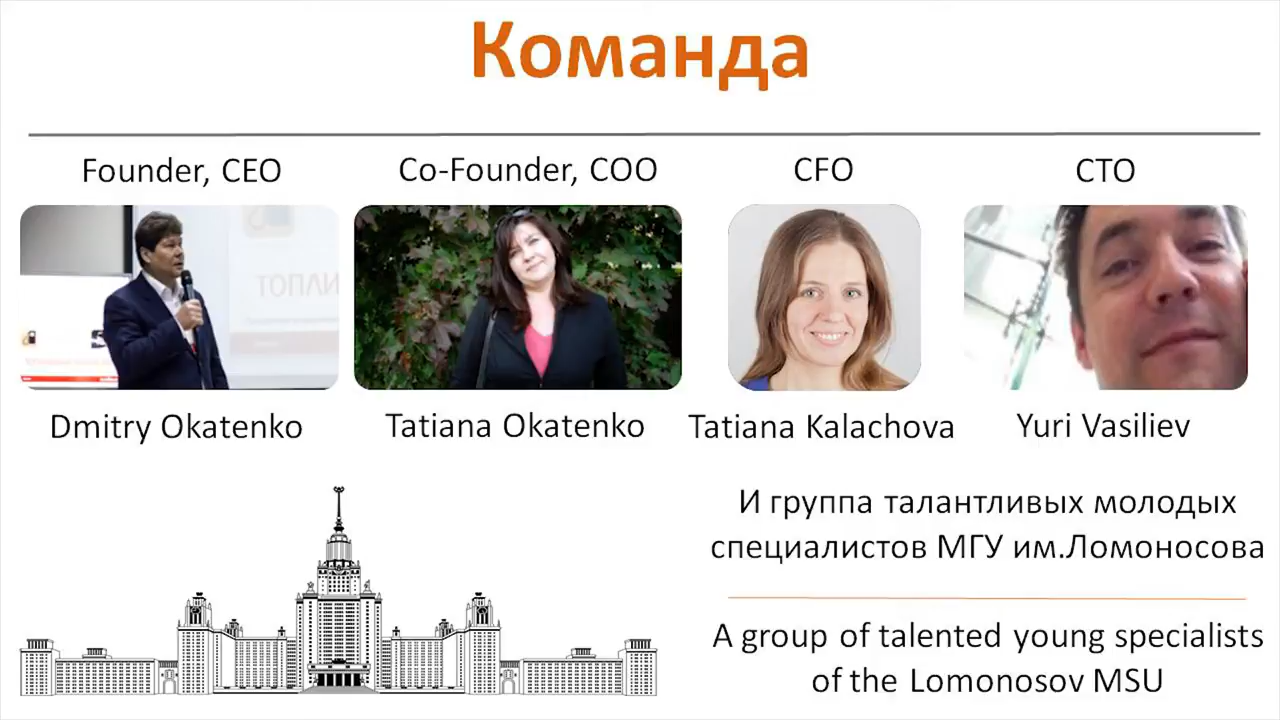 Команда
Founder, CEO
Co-Founder, COO
CFO
CTO
ТОПЛИ
Dmitry Okatenko
Tatiana Okatenko
Tatiana Kalachova
Yuri Vasiliev
И группа талантливых молодых
специалистов МГУ им.Ломоносова
A group of talented young specialists
of the Lomonosov MSU